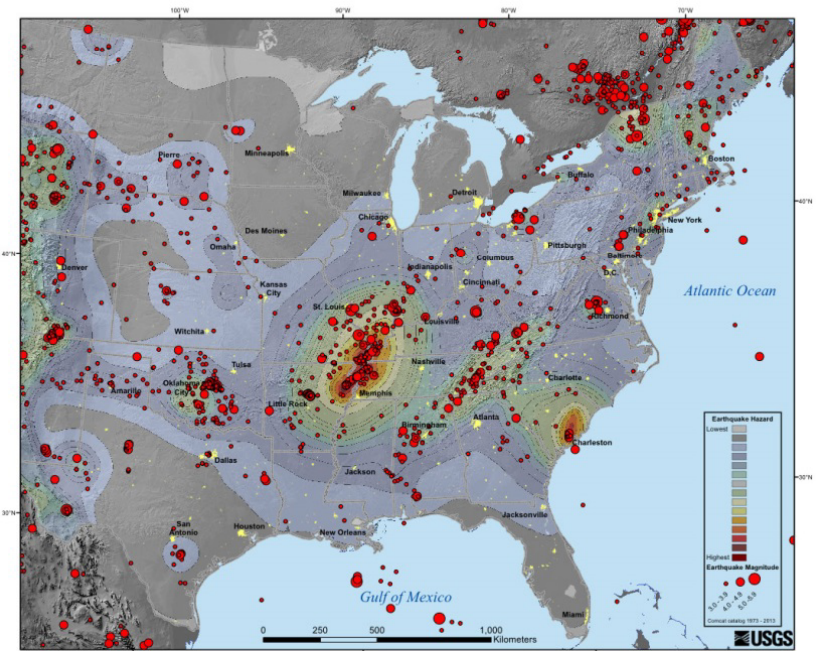 100°W
90°W
80°W
70°W
Pierre
Minneapolis
Boston
Buffalo
Milwaukee
Detroit
40°N
Chicago
New York
Des Moines
Philadelphia
Omaha
Pittsburgh
40°N
Columbus
Baltimore
Denver
Indianapolis
D.C.
Kansas
City
Cincinnati
Atlantic Ocean
St. Louis
Richmond
Louisville
Witchita
Nastville
Tulsa
Charlotta
Oklahoma
City
Amarillo
Memphis
Little Rock
Atlanta
Birmingham
Charleston
Dallas
Jackson
30°N
30°N
Jacksonville
San
Antonio
Houston
New Orleans
Gulf of Mexico
Miami
0
250
500
1,000
Kilometers
Earthquake Hazard
Lowest
Highest
Earthquake Magnitude
3.0 - 3.9
4.0 - 4.9
5.0 -5.9
Comcat catalog 1973 - 2013
USGS